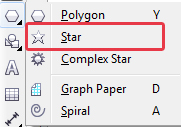 Polygon Y
Star
Complex Star
Graph Paper D
Spiral A
A